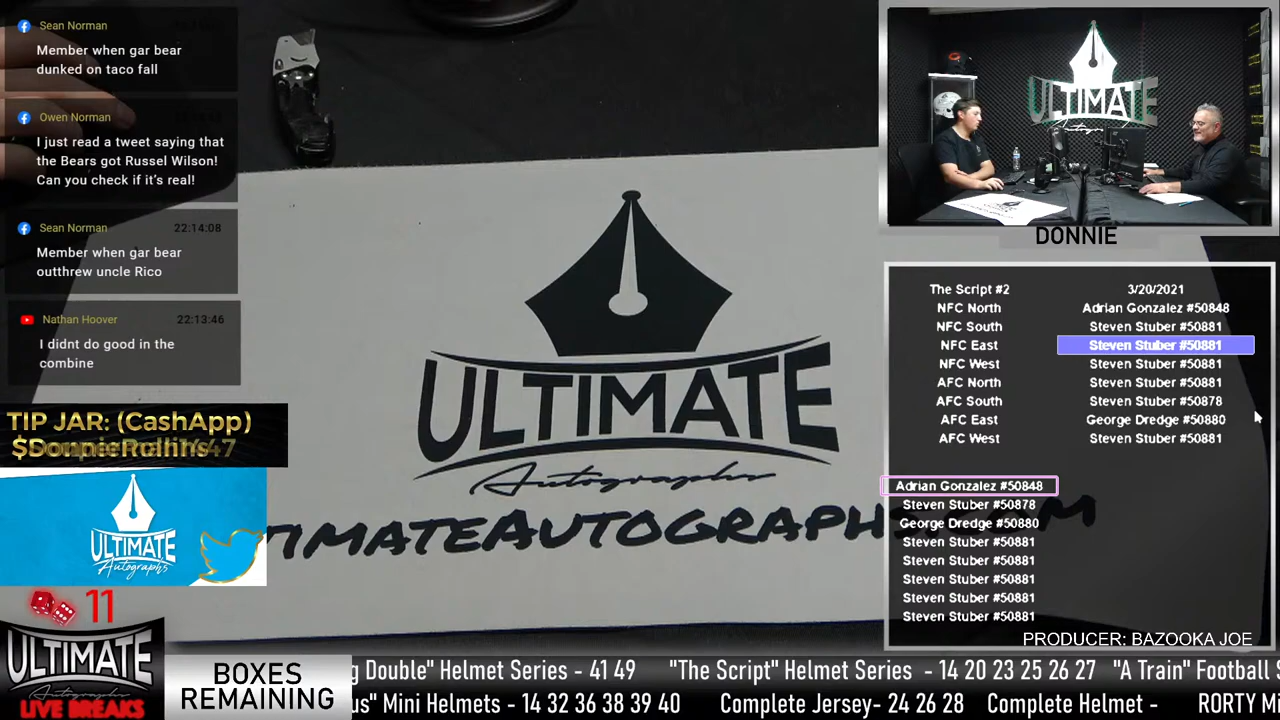 Sean Norman
Member when gar bear
dunked on taco fall
Owen Norman
I just read a tweet saying that
the Bears got Russel Wilson!
Can you check if it's real!
Sean Norman 22:14:08
Member when gar bear
outthrew uncle Rico
Nathan Hoover 22:13:46
I didnt do good in the
combine
TIP JAR: (CashApp)
ULTIMATE
Autographs
11
ULTIMATE
Autographs
LIVE BREAKS
ULTIMATE
Autographs
TIMATEAUTOGRAPHS
ULTIMATE
Autographs
DONNIE
The Script #2 3/20/2021
NFC North Adrian Gonzalez #50848
NFC South Steven Stuber #50881
NFC East Steven Stuber #50881
NFC West Steven Stuber #50881
AFC North Steven Stuber #50881
AFC South Steven Stuber #50878
AFC East George Dredge #50880
AFC West Steven Stuber #50881
Adrian Gonzalez #50848
Steven Stuber #50878
George Dredge #50880
Steven Stuber #50881
Steven Stuber #50881
Steven Stuber #50881
Steven Stuber #50881
Steven Stuber #50881
PRODUCER: BAZOOKA JOE
BOXES
REMAINING
g Double" Helmet Series - 41 49 "The Script" Helmet Series - 14 20 23 25 26 27 "A Train" Football S
us" Mini Helmets - 14 32 36 38 39 40 Complete Jersey- 24 26 28 Complete Helmet - RORTY M